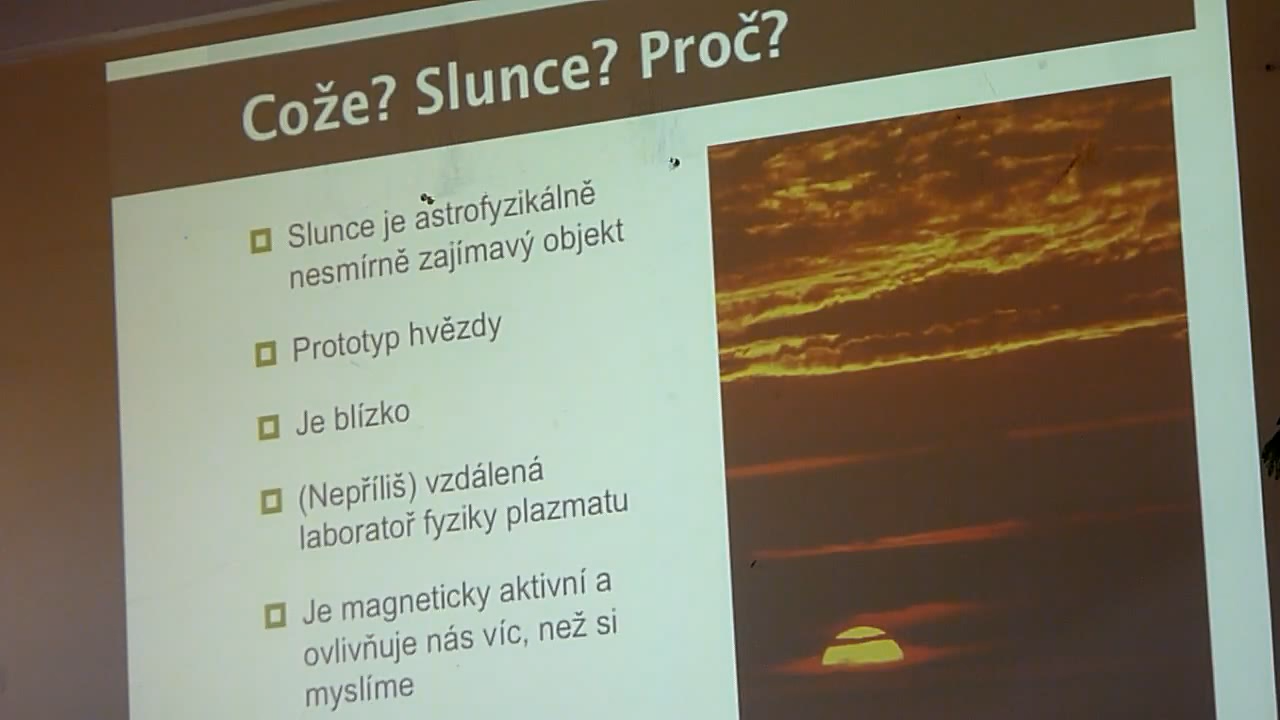 Cože? Slunce? Proč?
Slunce je astrofyzikálně
nesmírně zajímavý objekt
Prototyp hvězdy
Je blízko
(Nepříliš) vzdálená
laboratoř fyziky plazmatu
Je magneticky aktivní a
ovlivňuje nás víc, než si
myslíme